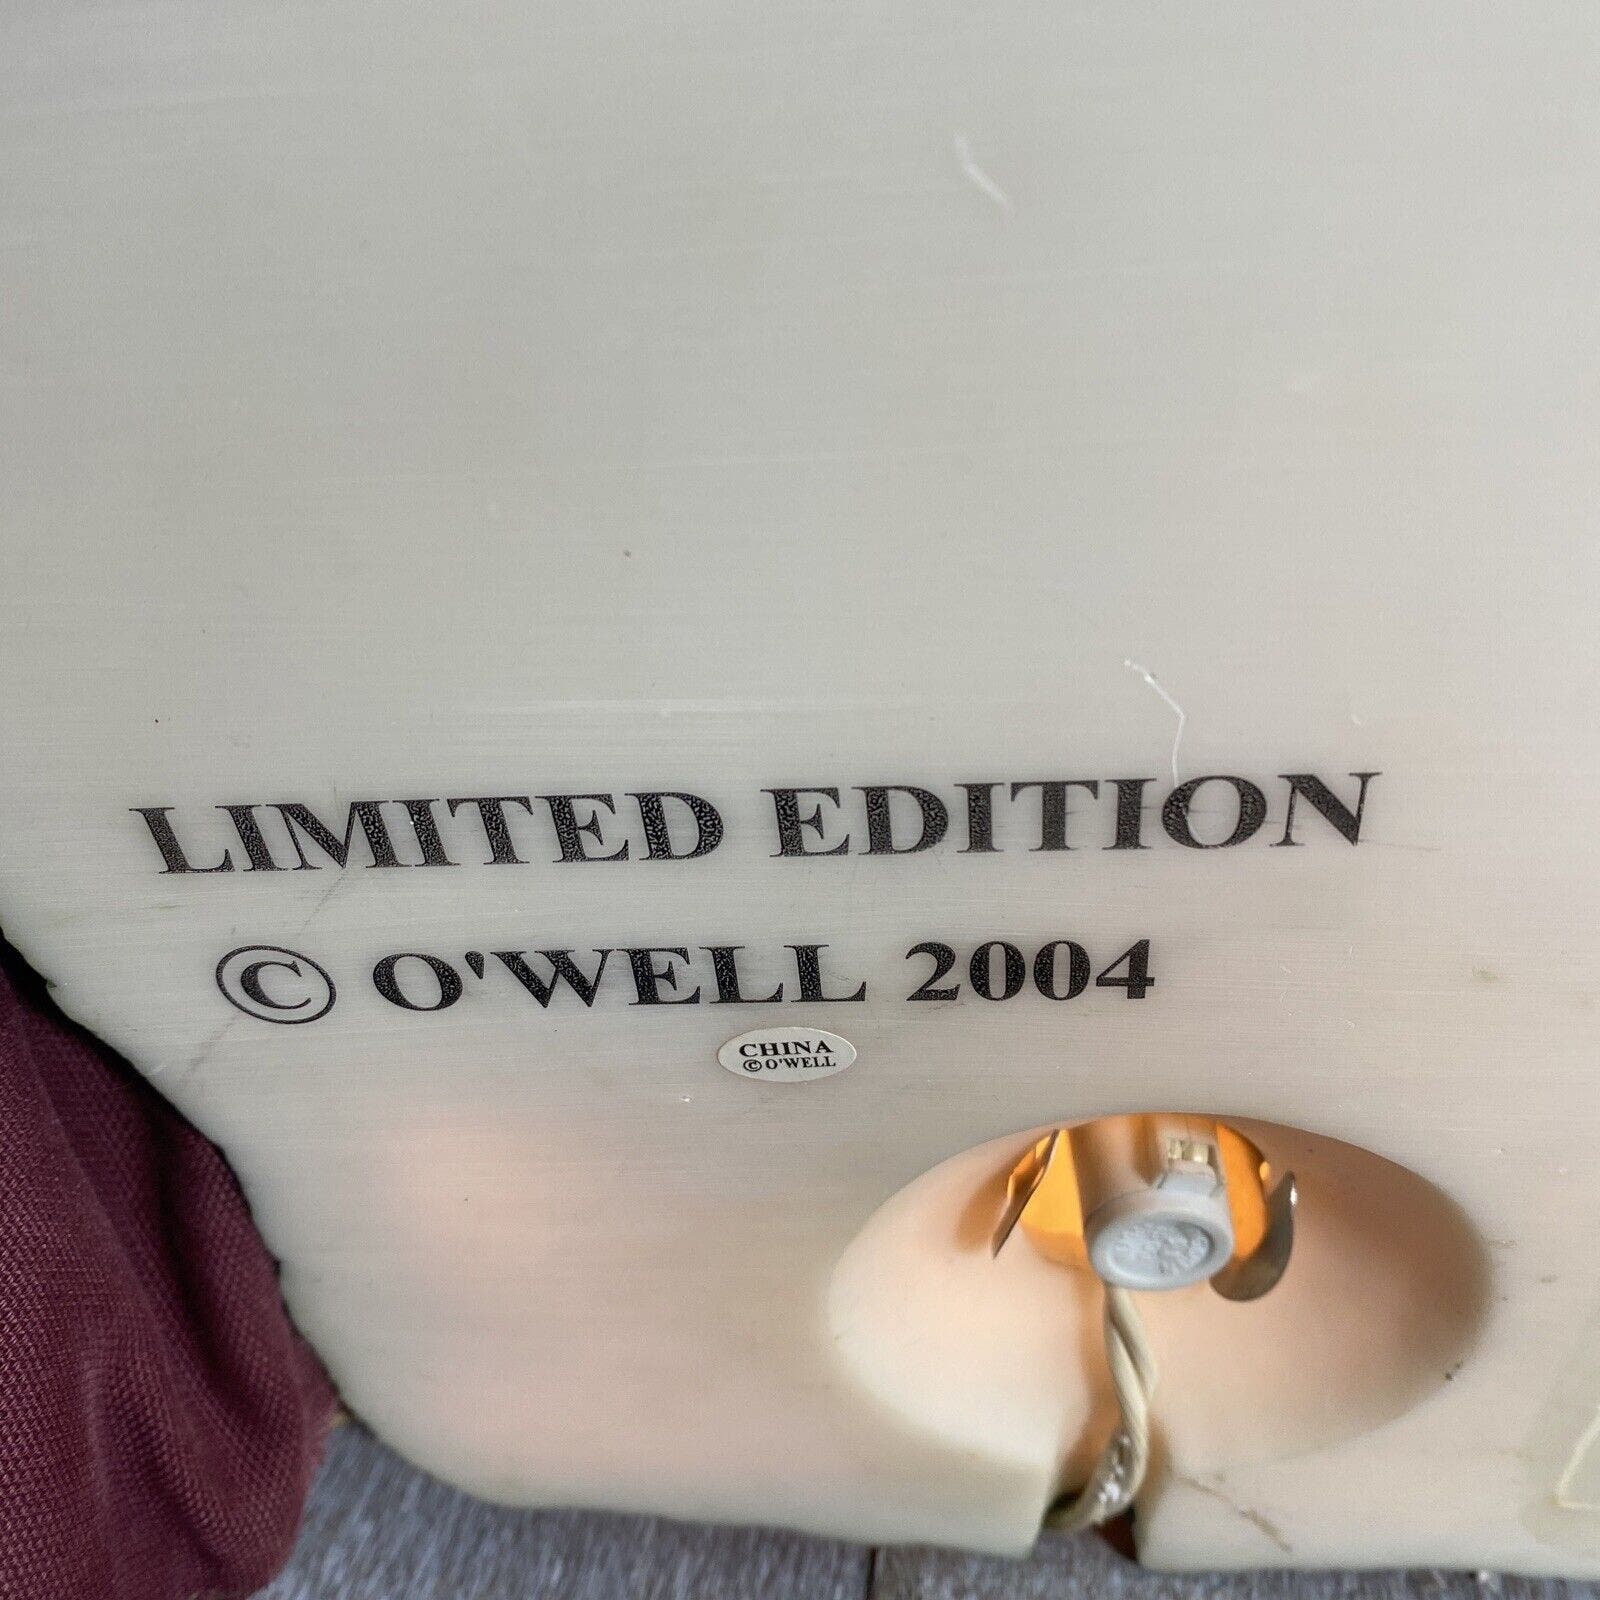 LIMITED EDITION
© O'WELL 2004
CHINA
© O'WELL